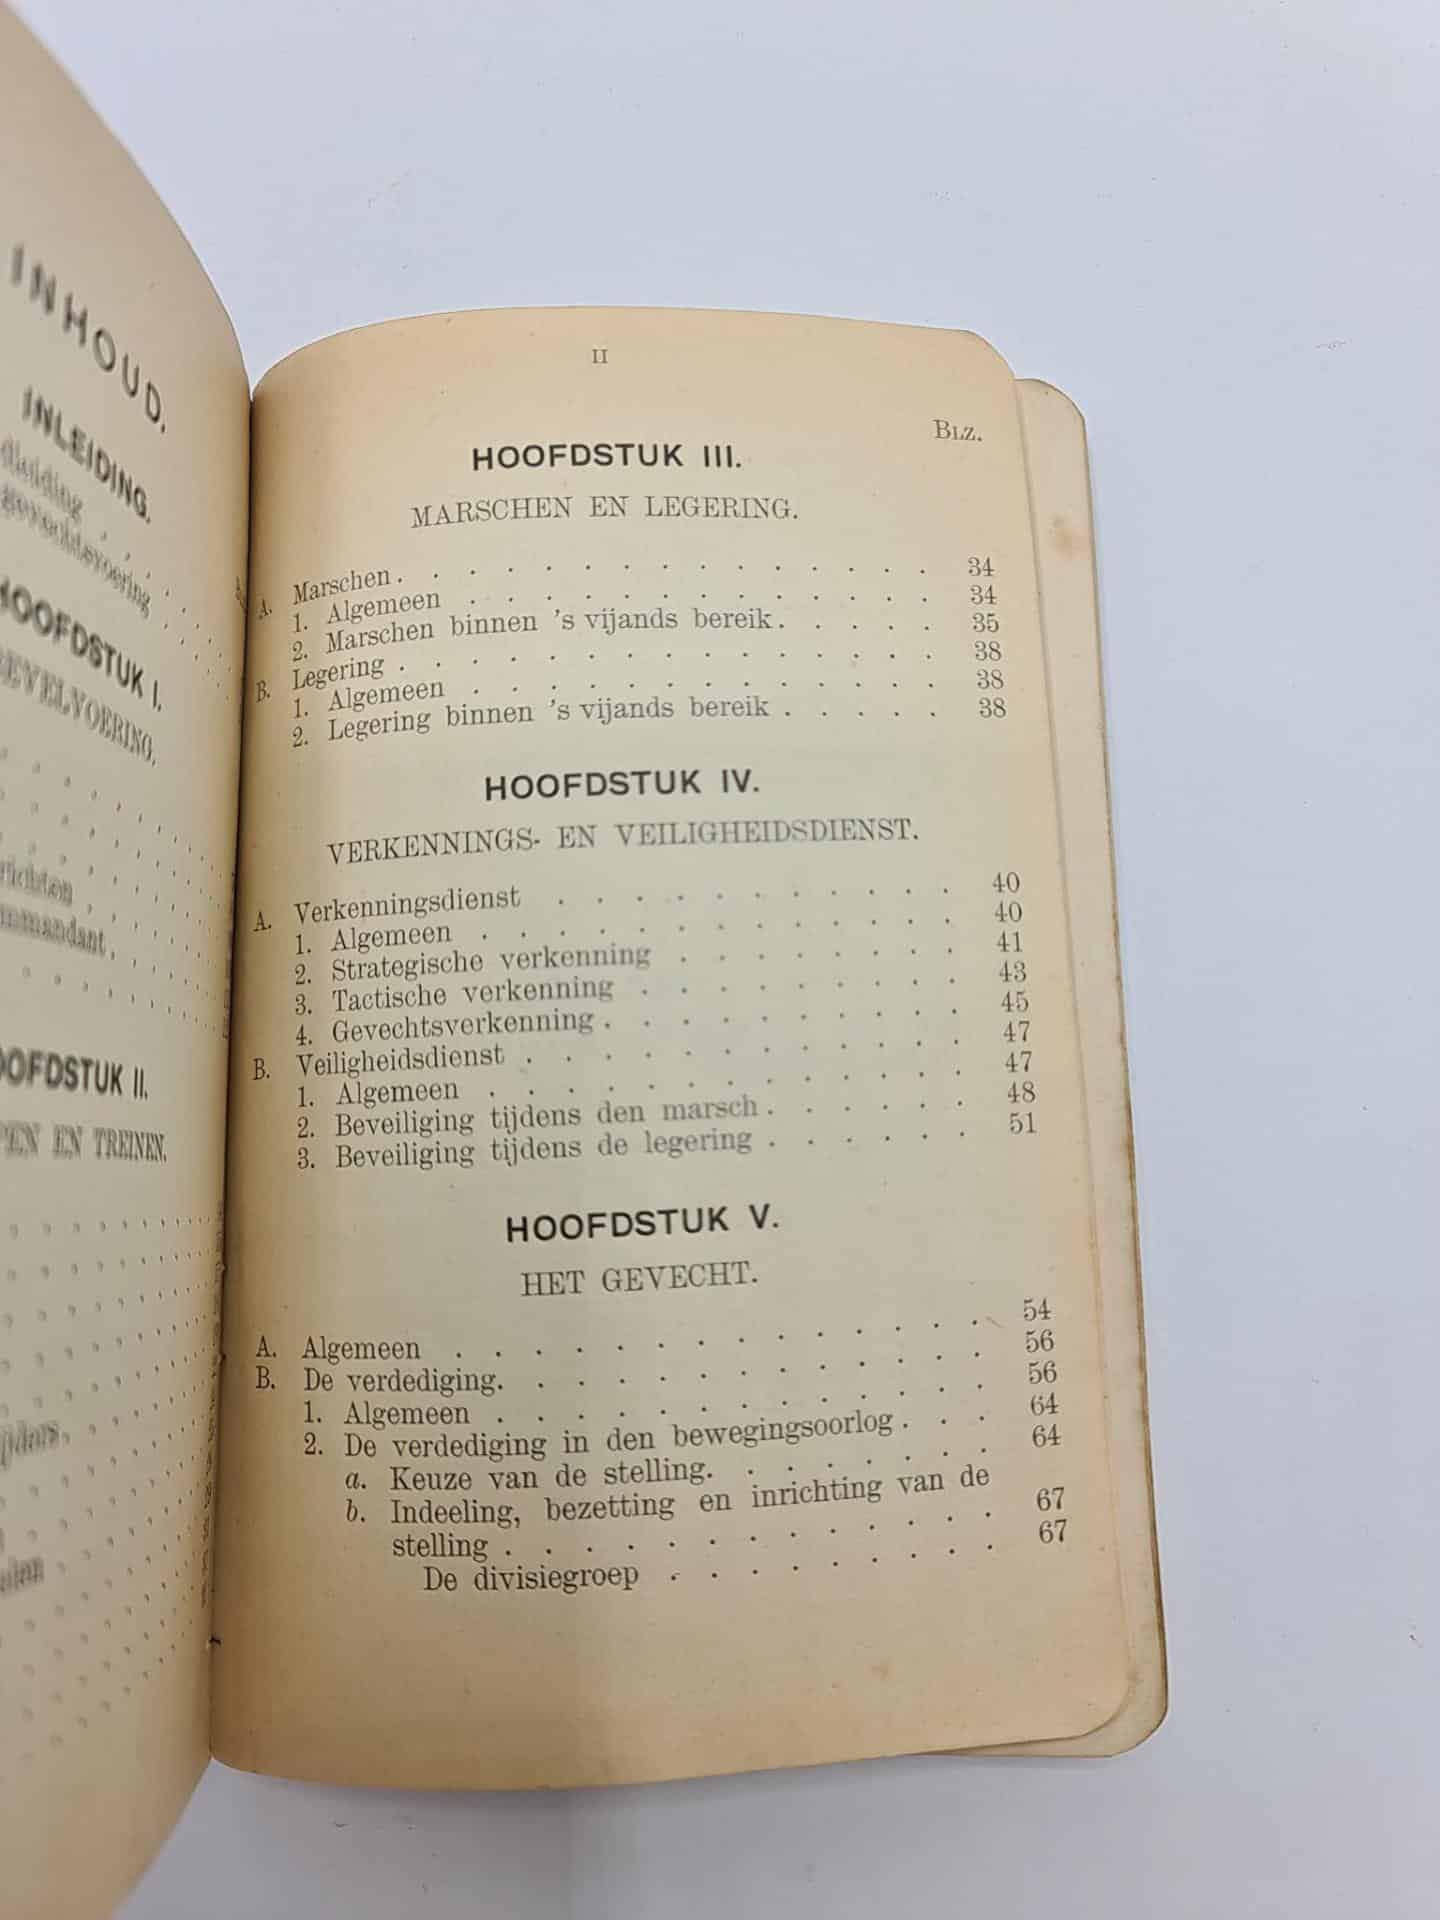 INHOUD.
INLEIDING.
gevechtsvoering
HOOFDSTUK I.
BEVELVOERING.
HOOFDSTUK II.
EN TREINEN.
II
BLZ.
HOOFDSTUK III.
MARSCHEN EN LEGERING.
A. Marschen . . . . . . . . . . . . . . 34
1. Algemeen . . . . . . . . . . . . . 34
2. Marschen binnen 's vijands bereik . . . . . 35
B. Legering . . . . . . . . . . . . . . 38
1. Algemeen . . . . . . . . . . . . . 38
2. Legering binnen 's vijands bereik . . . . . 38
HOOFDSTUK IV.
VERKENNINGS- EN VEILIGHEIDSDIENST.
A. Verkenningsdienst . . . . . . . . . . 40
1. Algemeen . . . . . . . . . . . . . 40
2. Strategische verkenning . . . . . . . 41
3. Tactische verkenning . . . . . . . . 43
4. Gevechtsverkenning . . . . . . . . . . 45
B. Veiligheidsdienst . . . . . . . . . . . 47
1. Algemeen . . . . . . . . . . . . . 47
2. Beveiliging tijdens den marsch . . . . . . 48
3. Beveiliging tijdens de legering . . . . . . 51
HOOFDSTUK V.
HET GEVECHT.
A. Algemeen . . . . . . . . . . . . . . 54
B. De verdediging. . . . . . . . . . . . . 56
1. Algemeen . . . . . . . . . . . . . 56
2. De verdediging in den bewegingsoorlog . . . 64
a. Keuze van de stelling. . . . . . . . 64
b. Indeeling, bezetting en inrichting van de
stelling . . . . . . . . . . . . . 67
De divisiegroep . . . . . . . . . 67